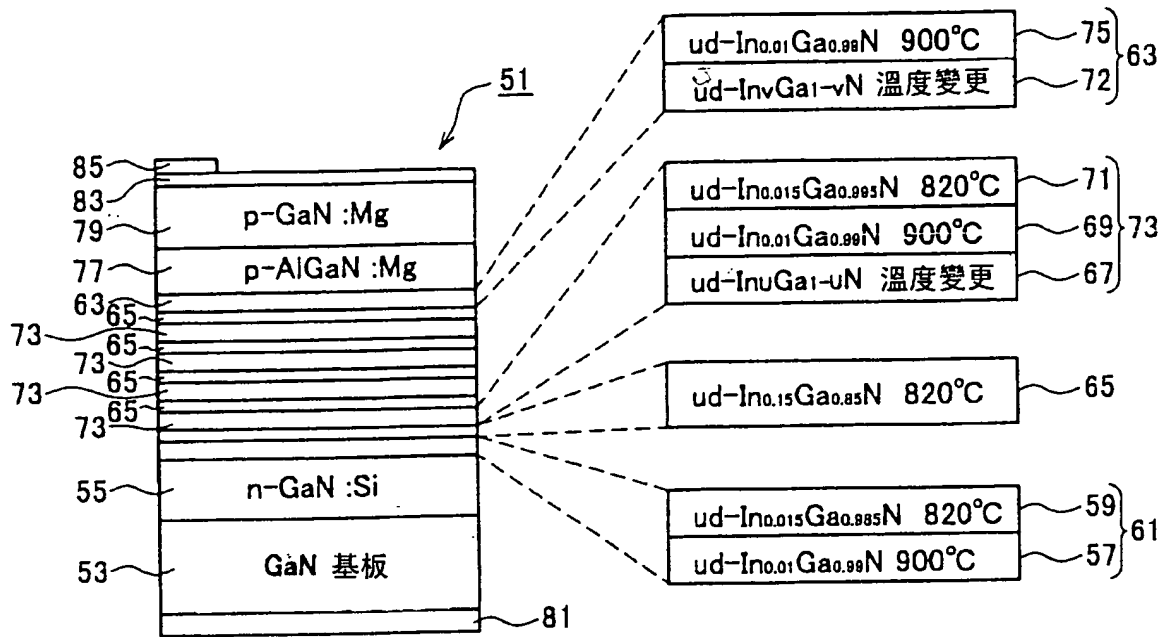 51
85
83
p-GaN :Mg
79
p-AlGaN :Mg
77
63
65
73
65
73
65
73
65
73
n-GaN :Si
55
GaN 基板
53
81
ud-In0.01Ga0.99N 900°C
75
ud-InvGa1-vN 溫度變更
72
63
ud-In0.015Ga0.995N 820°C
71
ud-In0.01Ga0.99N 900°C
69
ud-InUGa1-UN 溫度變更
67
73
ud-In0.15Ga0.85N 820°C
65
ud-In0.015Ga0.985N 820°C
59
ud-In0.01Ga0.99N 900°C
57
61